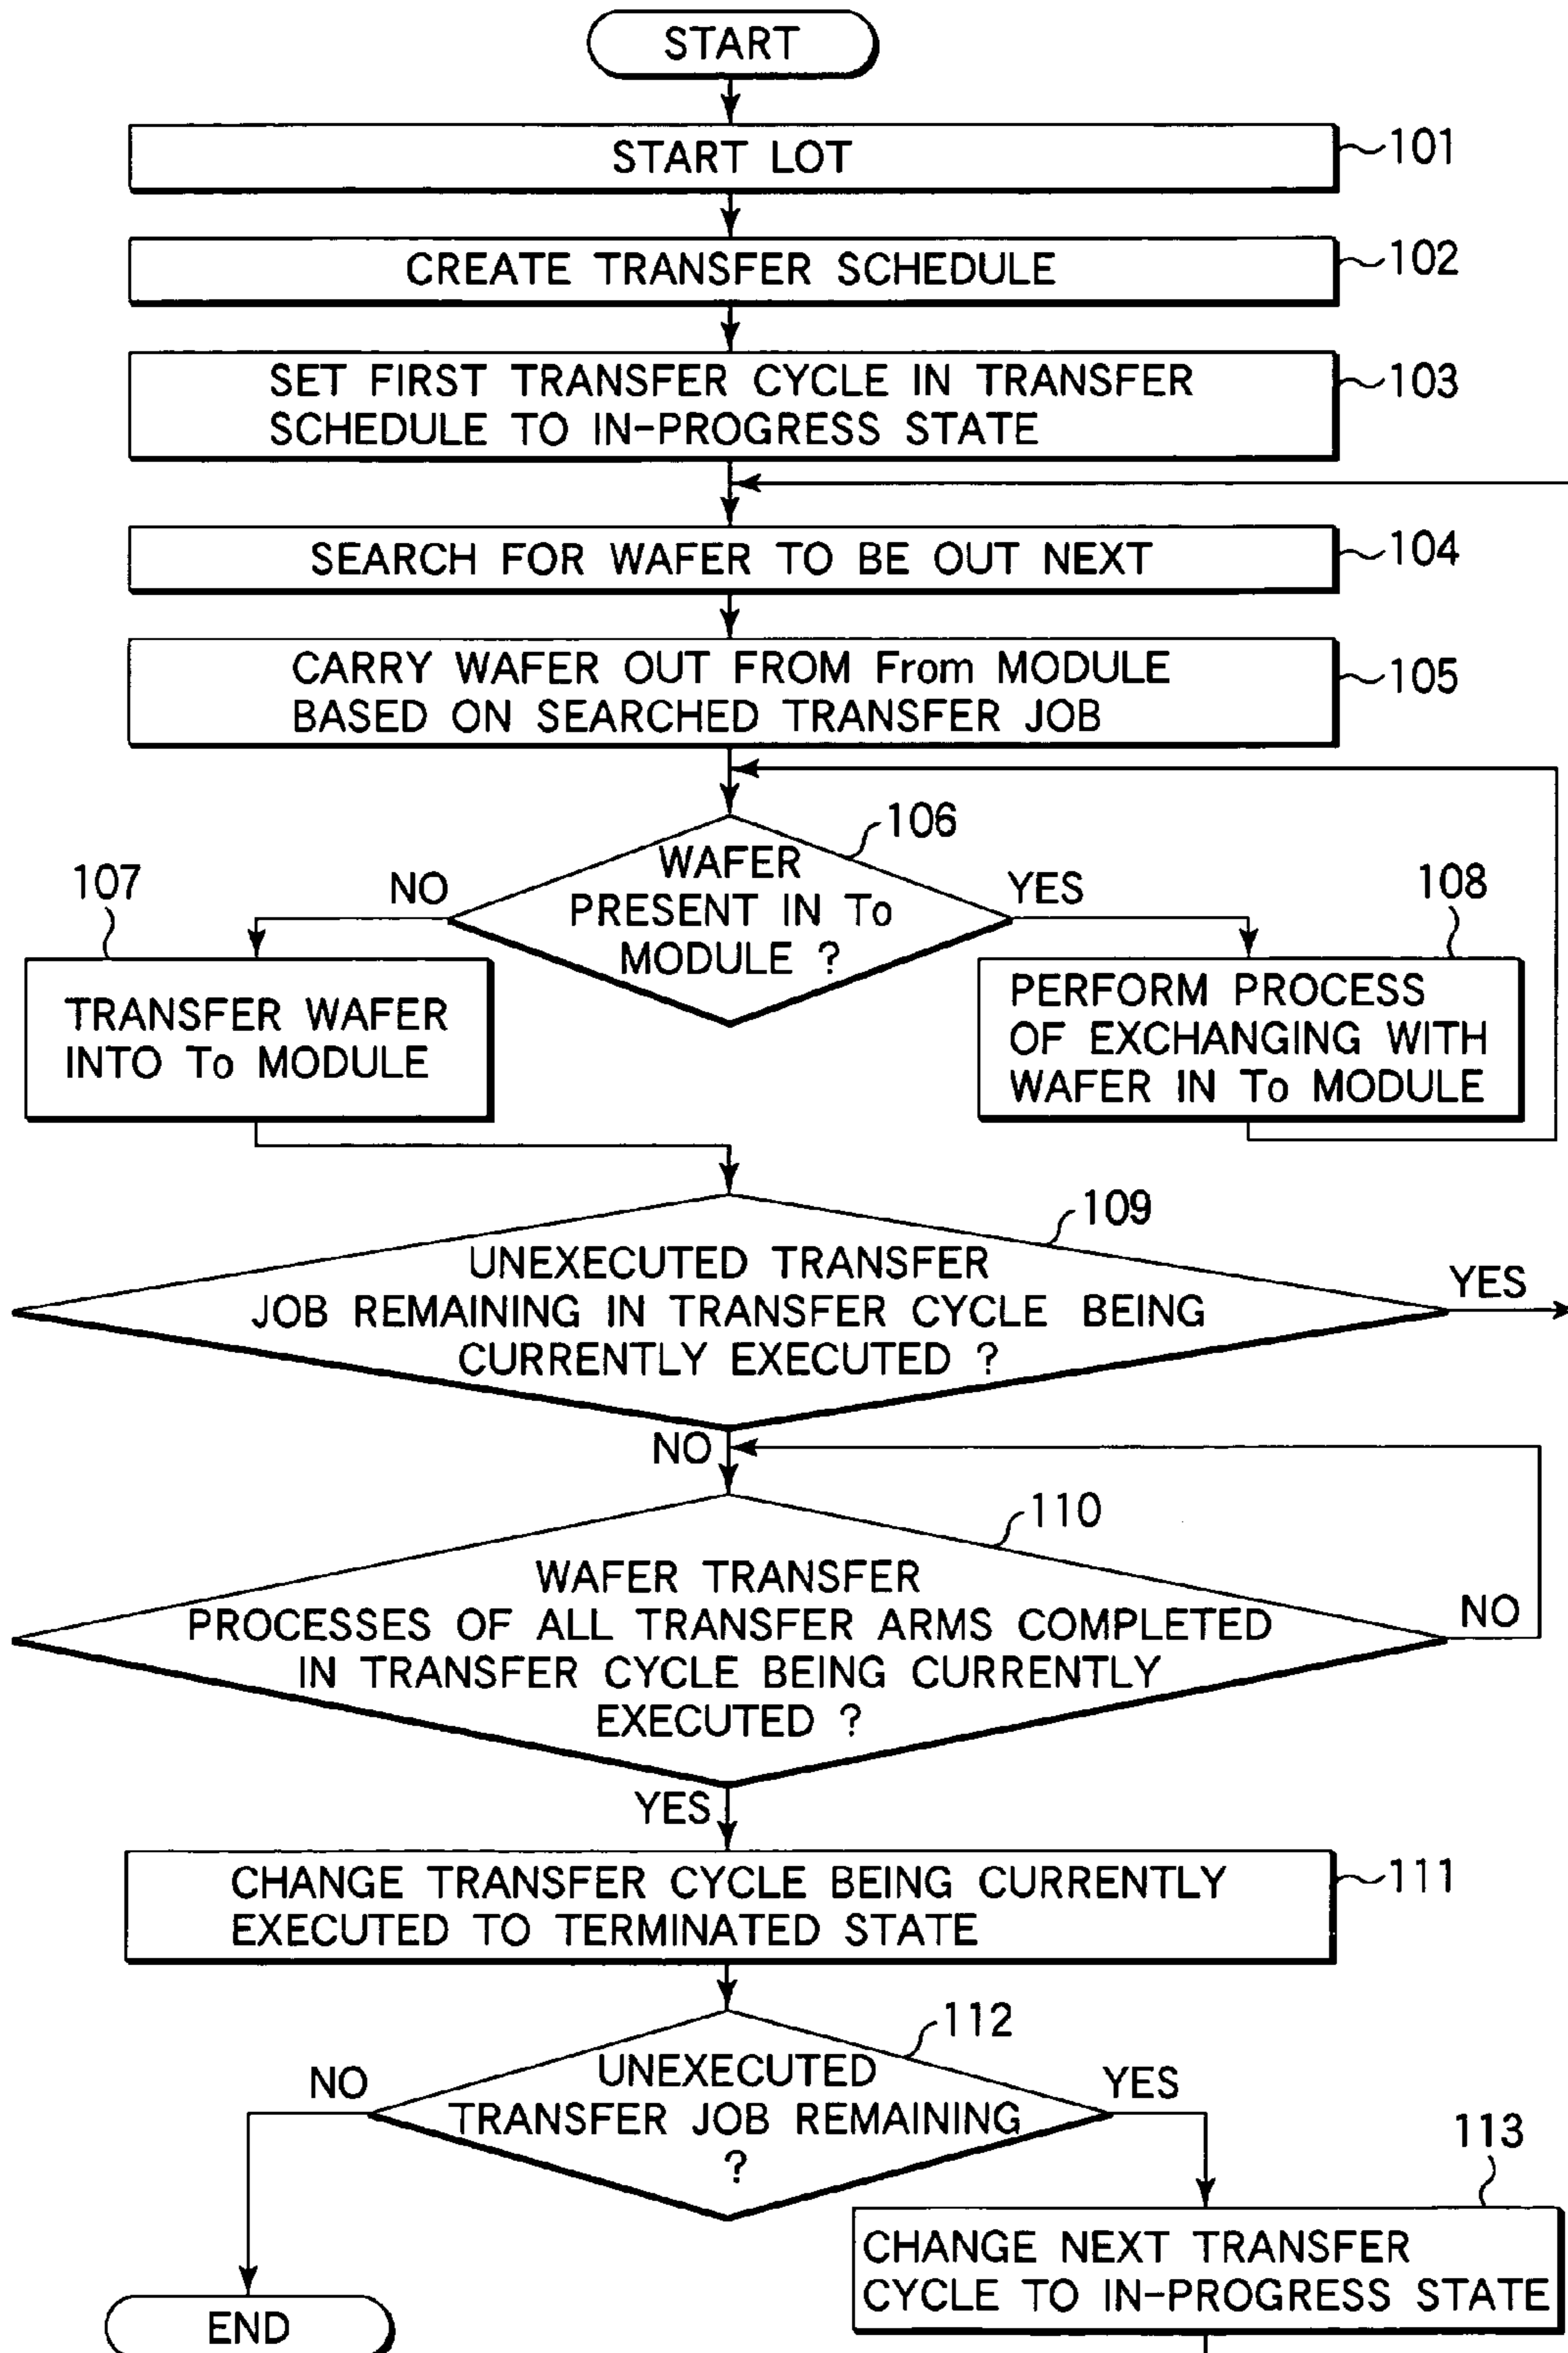 START
START LOT
101
CREATE TRANSFER SCHEDULE
102
SET FIRST TRANSFER CYCLE IN TRANSFER
SCHEDULE TO IN-PROGRESS STATE
103
SEARCH FOR WAFER TO BE OUT NEXT
104
CARRY WAFER OUT FROM From MODULE
BASED ON SEARCHED TRANSFER JOB
105
106
WAFER
PRESENT IN To
MODULE ?
NO
YES
107
TRANSFER WAFER
INTO To MODULE
108
PERFORM PROCESS
OF EXCHANGING WITH
WAFER IN To MODULE
109
UNEXECUTED TRANSFER
JOB REMAINING IN TRANSFER CYCLE BEING
CURRENTLY EXECUTED ?
YES
NO
110
WAFER TRANSFER
PROCESSES OF ALL TRANSFER ARMS COMPLETED
IN TRANSFER CYCLE BEING CURRENTLY
EXECUTED ?
NO
YES
CHANGE TRANSFER CYCLE BEING CURRENTLY
EXECUTED TO TERMINATED STATE
111
112
UNEXECUTED
TRANSFER JOB REMAINING
?
NO
YES
113
CHANGE NEXT TRANSFER
CYCLE TO IN-PROGRESS STATE
END